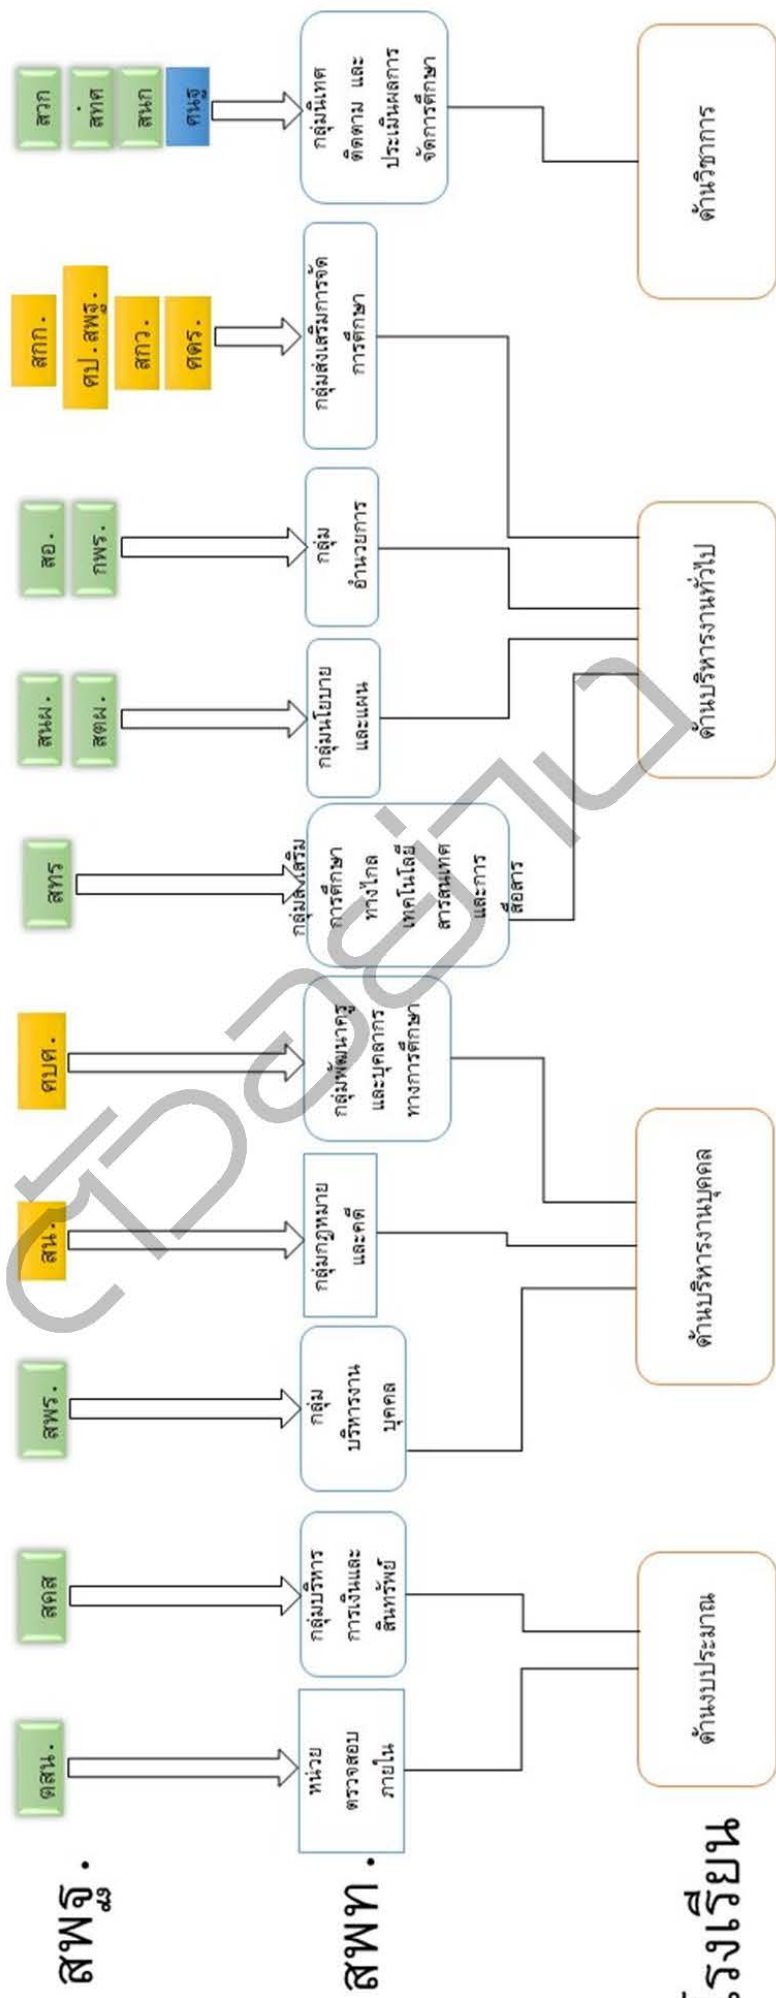 สพฐ.
ตสน.
สคส
สพร.
สน.
ศบศ.
สทร
สนผ.
สตผ.
สอ.
กพร.
สกก.
ศป.สพฐ.
สกว.
ศดร.
สวก
สทศ
สนก
ศนฐ
สพท.
หน่วย
ตรวจสอบ
ภายใน
กลุ่มบริหาร
การเงินและ
สินทรัพย์
กลุ่ม
บริหารงาน
บุคคล
กลุ่มกฎหมาย
และคดี
กลุ่มพัฒนาครู
และบุคลากร
ทางการศึกษา
กลุ่มส่งเสริม
การศึกษา
ทางไกล
เทคโนโลยี
สารสนเทศ
และการ
สื่อสาร
กลุ่มนโยบาย
และแผน
กลุ่ม
อำนวยการ
กลุ่มส่งเสริมการจัด
การศึกษา
กลุ่มนิเทศ
ติดตาม และ
ประเมินผลการ
จัดการศึกษา
โรงเรียน
ด้านงบประมาณ
ด้านบริหารงานบุคคล
ด้านบริหารงานทั่วไป
ด้านวิชาการ
ตัวอย่าง